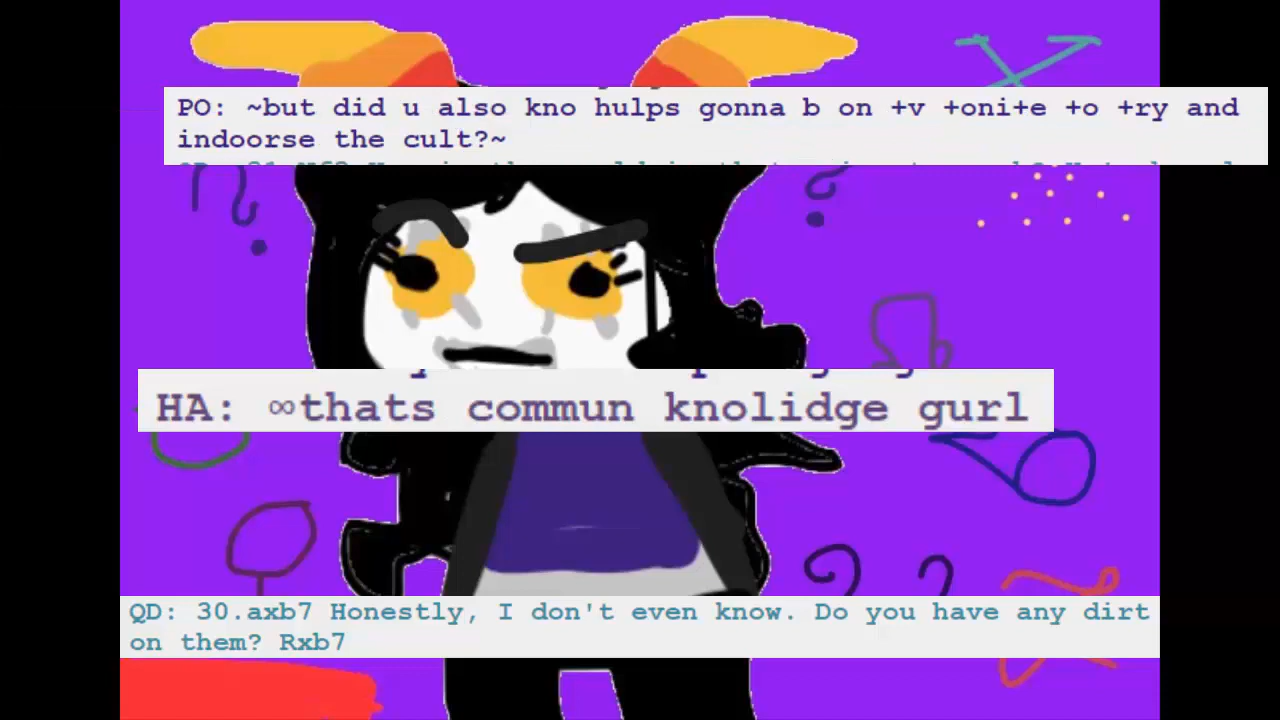 PO: ~but did u also kno hulps gonna b on +v +oni+e +o +ry and
indoorse the cult?~
HA: ∞thats commun knolidge gurl
QD: 30.axb7 Honestly, I don't even know. Do you have any dirt
on them? Rxb7